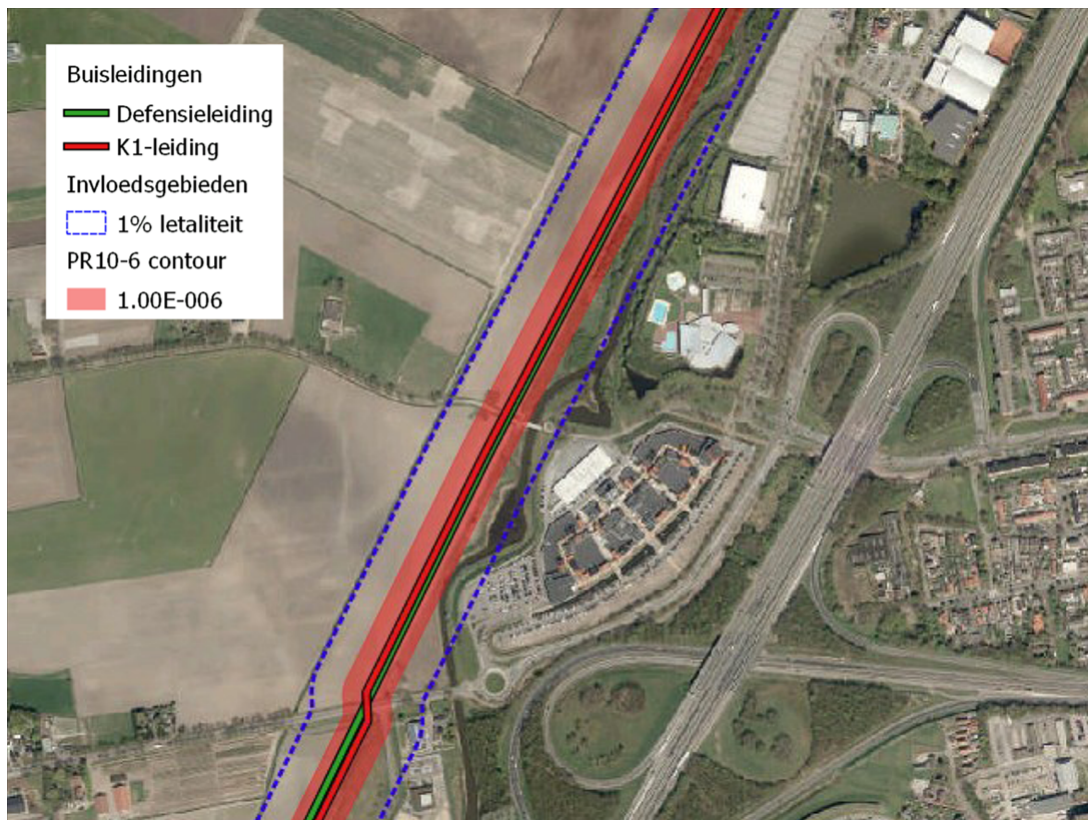 Buisleidingen
Defensieleiding
K1-leiding
Invloedsgebieden
1% letaliteit
PR10-6 contour
1.00E-006